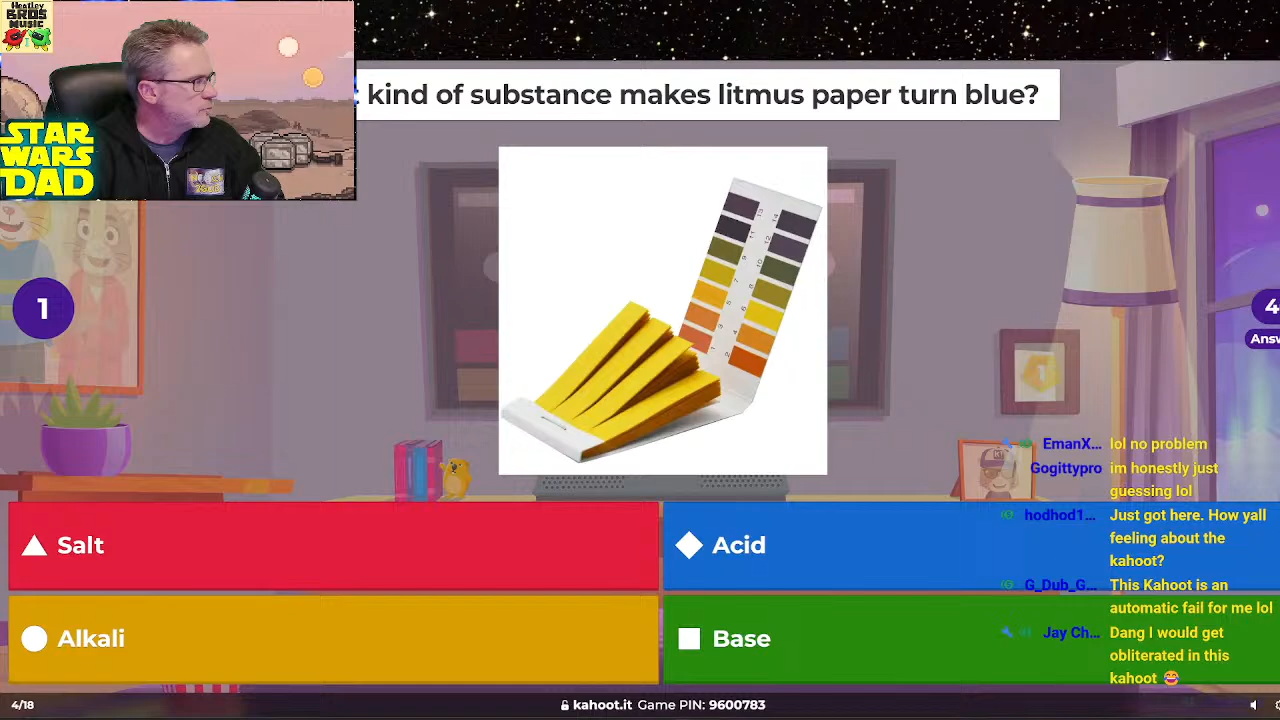 Heatley
BROS
MUSIC
STAR
WARS
DAD
kind of substance makes litmus paper turn blue?
1
4
Answ
Salt
Acid
Alkali
Base
EmanX... lol no problem
Gogittypro im honestly just
guessing lol
hodhod1... Just got here. How yall
feeling about the
kahoot?
G_Dub_G... This Kahoot is an
automatic fail for me lol
Jay Ch... Dang I would get
obliterated in this
kahoot 😂
4/18
kahoot.it Game PIN: 9600783